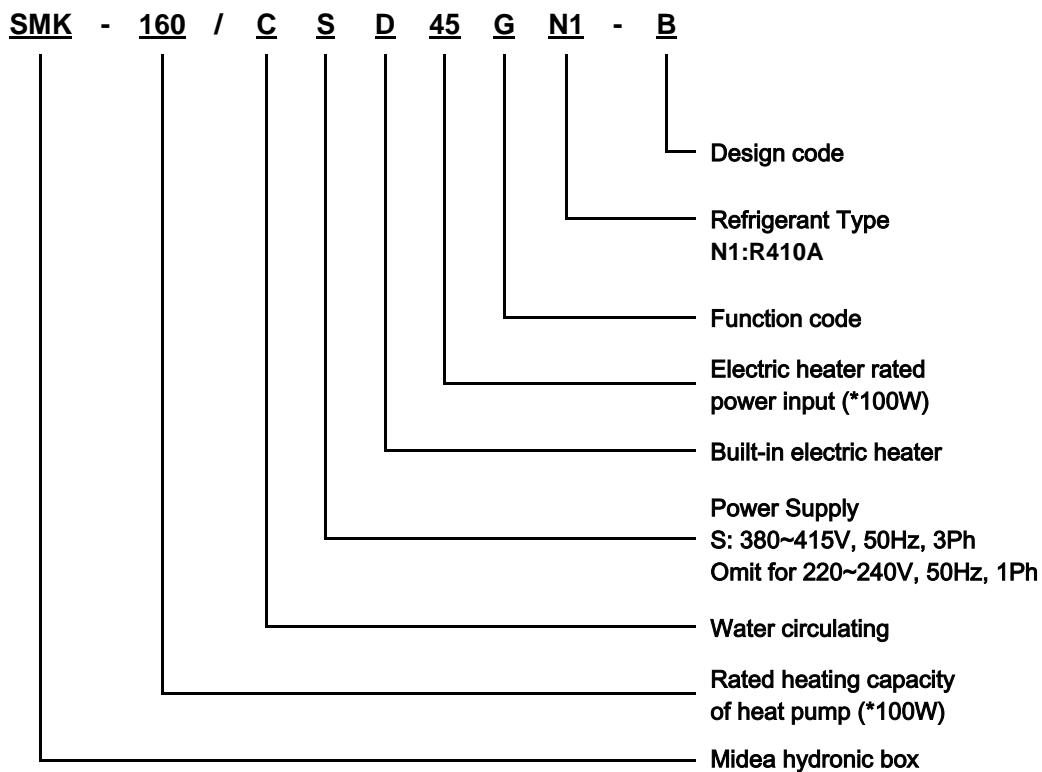 SMK - 160 / C S D 45 G N1 - B
Design code
Refrigerant Type
N1:R410A
Function code
Electric heater rated
power input (*100W)
Built-in electric heater
Power Supply
S: 380~415V, 50Hz, 3Ph
Omit for 220~240V, 50Hz, 1Ph
Water circulating
Rated heating capacity
of heat pump (*100W)
Midea hydronic box